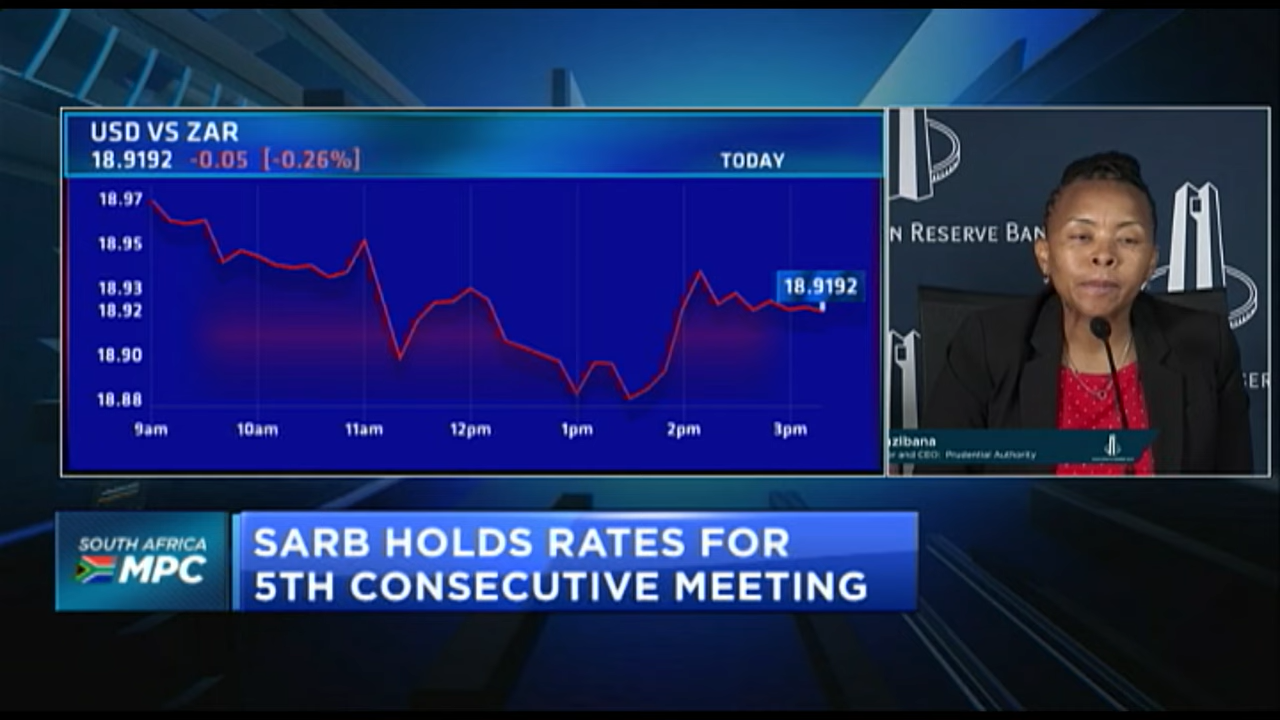 USD VS ZAR
18.9192 -0.05 [-0.26%]
TODAY
18.97
18.95
18.93
18.92
18.90
18.88
18.9192
9am 10am 11am 12pm 1pm 2pm 3pm
N RESERVE BAN
SER
azibana
er and CEO: Prudential Authority
SOUTH AFRICA
MPC
SARB HOLDS RATES FOR
5TH CONSECUTIVE MEETING